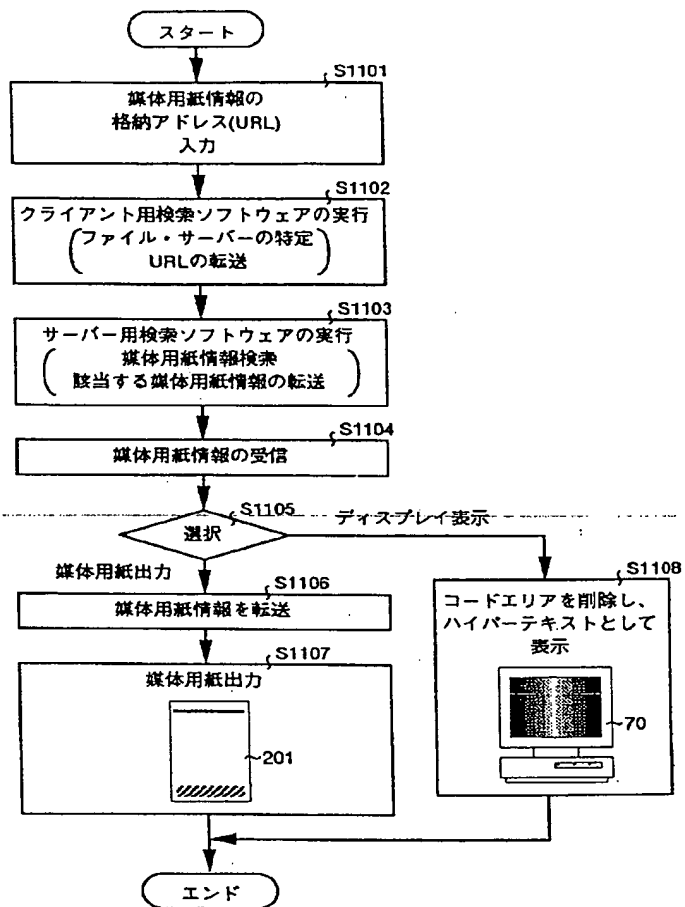 スタート
S1101
媒体用紙情報の
格納アドレス(URL)
入力
S1102
クライアント用検索ソフトウェアの実行
ファイル・サーバーの特定
URLの転送
S1103
サーバー用検索ソフトウェアの実行
媒体用紙情報検索
該当する媒体用紙情報の転送
S1104
媒体用紙情報の受信
S1105
選択
ディスプレイ表示
媒体用紙出力
S1106
媒体用紙情報を転送
S1108
コードエリアを削除し、
ハイパーテキストとして
表示
70
S1107
媒体用紙出力
201
エンド